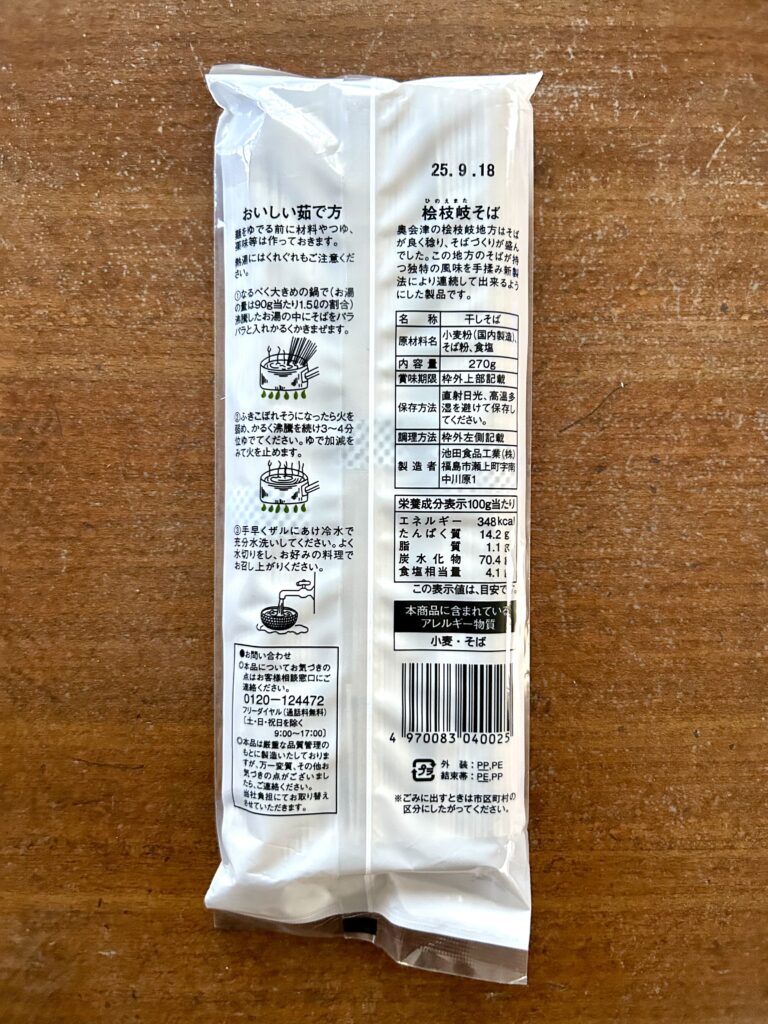 おいしい茹で方
麺をゆでる前に材料やつゆ、
薬味等は作っておきます。
熱湯にはくれぐれもご注意くだ
さい。
①なるべく大きめの鍋で(お湯
の量は90g当たり1.5ℓの割合)
沸騰したお湯の中にそばをパラ
パラと入れかるくかきまぜます。
②ふきこぼれそうになったら火を
弱め、かるく沸騰を続け3〜4分
位ゆでてください。ゆで加減を
みて火を止めます。
③手早くザルにあけ冷水で
充分水洗いしてください。よく
水切りをし、お好みの料理で
お召し上がりください。
●お問い合わせ
○本品についてお気づきの
点はお客様相談窓口にご
連絡ください。
0120ー124472
フリーダイヤル(通話料無料)
〔土・日・祝日を除く
9:00〜17:00〕
○本品は厳重な品質管理の
もとに製造いたしており
ますが、万一変質、その他お
気づきの点がございまし
たら、ご連絡ください。
当社負担にてお取り替え
させていただきます。
25.9.18
ひのえまた
桧枝岐そば
奥会津の桧枝岐地方はそば
が良く稔り、そばづくりが盛ん
でした。この地方のそばが持
つ独特の風味を手揉み新製
法により連続して出来るよう
にした製品です。
名称 干しそば
原材料名 小麦粉(国内製造)、
そば粉、食塩
内容量 270g
賞味期限 枠外上部記載
保存方法 直射日光、高温多
湿を避けて保存し
てください。
調理方法 枠外左側記載
製造者 池田食品工業(株)
福島市瀬上町字南
中川原1
栄養成分表示100g当たり
エネルギー 348kcal
たんぱく質 14.2g
脂質 1.1g
炭水化物 70.4g
食塩相当量 4.1g
この表示値は、目安です。
本商品に含まれている
アレルギー物質
小麦・そば
4 970083 040025
プラ
外装:PP,PE
結束帯:PE,PP
※ごみに出すときは市区町村の
区分にしたがってください。